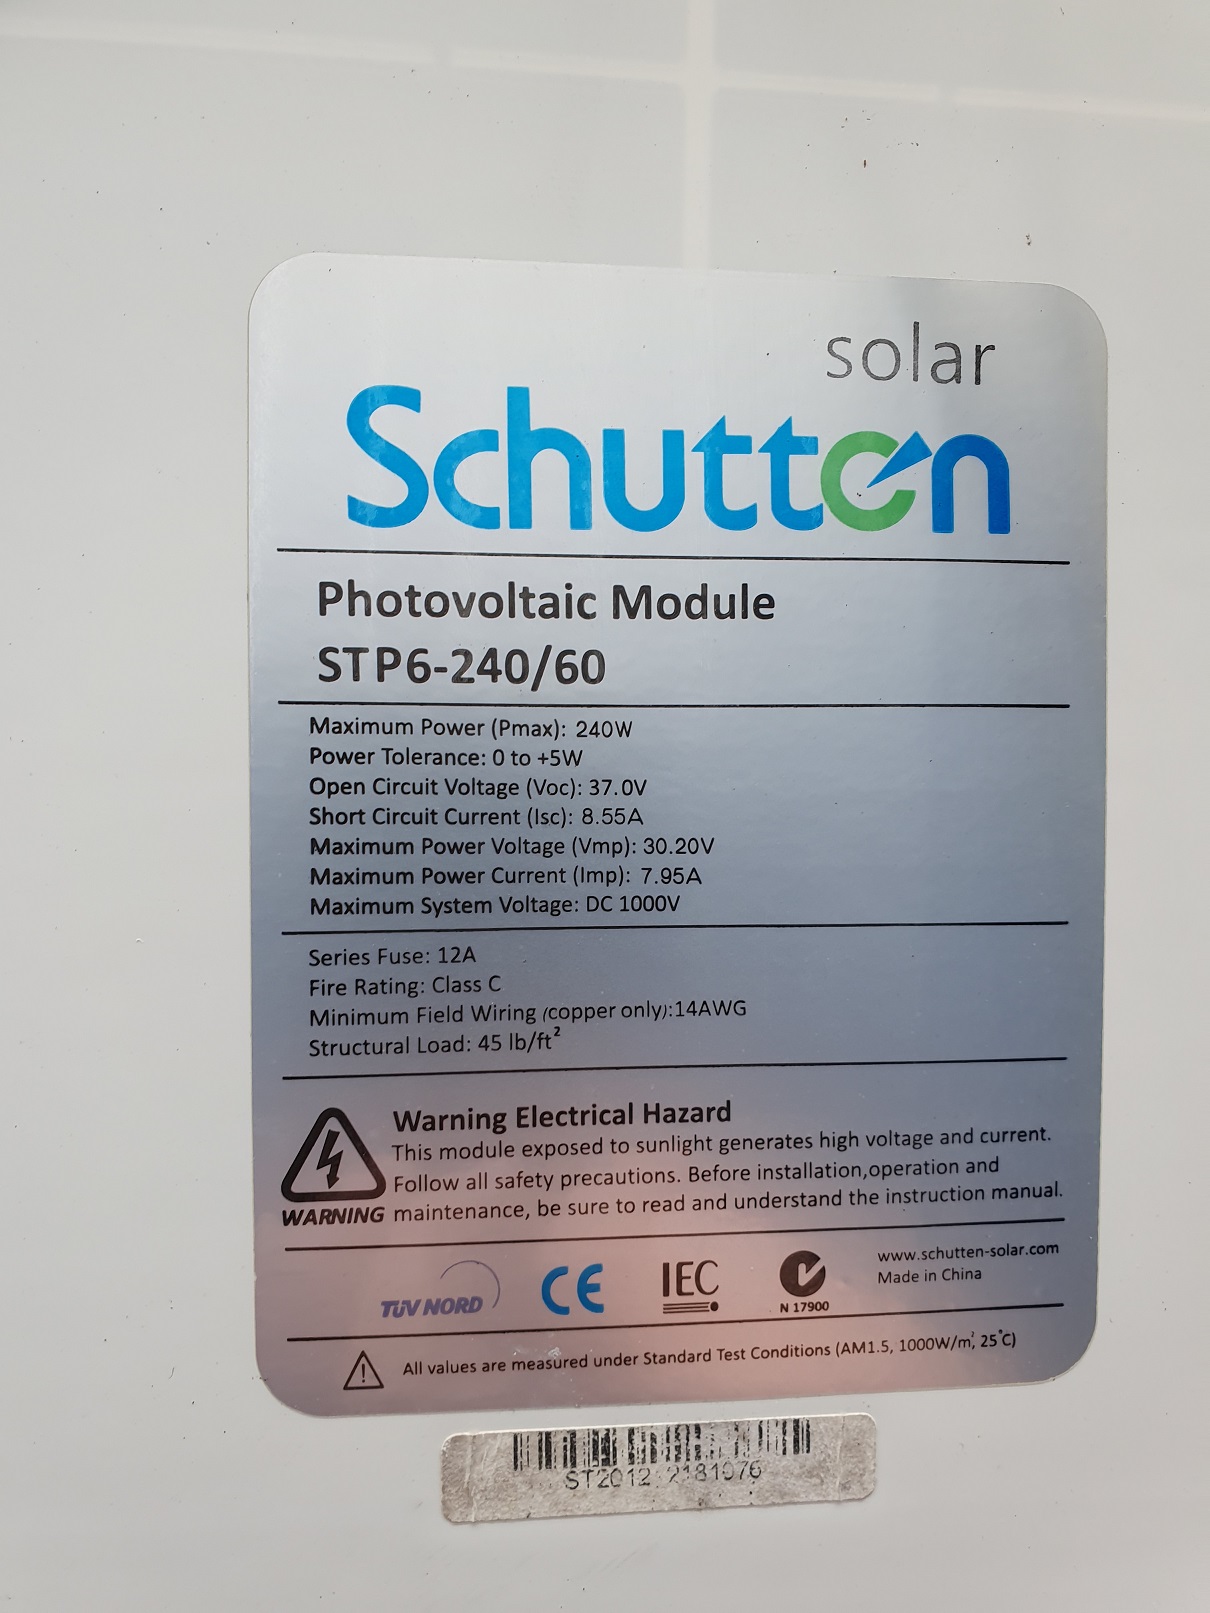 solar
Schutten
Photovoltaic Module
STP6-240/60
Maximum Power (Pmax): 240W
Power Tolerance: 0 to +5W
Open Circuit Voltage (Voc): 37.0V
Short Circuit Current (Isc): 8.55A
Maximum Power Voltage (Vmp): 30.20V
Maximum Power Current (Imp): 7.95A
Maximum System Voltage: DC 1000V
Series Fuse: 12A
Fire Rating: Class C
Minimum Field Wiring (copper only):14AWG
Structural Load: 45 lb/ft²
Warning Electrical Hazard
This module exposed to sunlight generates high voltage and current.
Follow all safety precautions. Before installation,operation and
WARNING maintenance, be sure to read and understand the instruction manual.
TÜV NORD CE IEC N 17900
www.schutten-solar.com
Made in China
All values are measured under Standard Test Conditions (AM1.5, 1000W/m², 25°C)